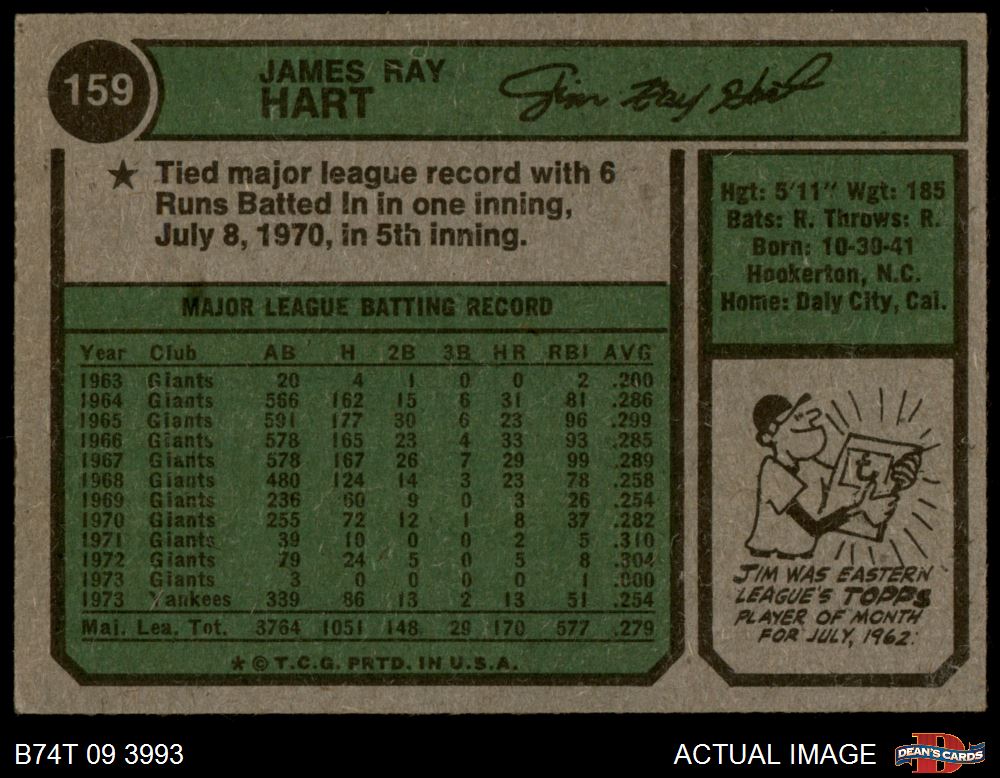 159
JAMES RAY
HART
Jim Ray Hart
★ Tied major league record with 6
Runs Batted In in one inning,
July 8, 1970, in 5th inning.
MAJOR LEAGUE BATTING RECORD
Year Club AB H 2B 3B HR RBI AVG
1963 Giants 20 4 1 0 0 2 .200
1964 Giants 566 162 15 6 31 81 .286
1965 Giants 591 177 30 6 23 96 .299
1966 Giants 578 165 23 4 33 93 .285
1967 Giants 578 167 26 7 29 99 .289
1968 Giants 480 124 14 3 23 78 .258
1969 Giants 236 60 9 0 3 26 .254
1970 Giants 255 72 12 1 8 37 .282
1971 Giants 39 10 0 0 2 5 .310
1972 Giants 79 24 5 0 5 8 .304
1973 Giants 3 0 0 0 0 1 .000
1973 Yankees 339 86 13 2 13 51 .254
Maj. Lea. Tot. 3764 1051 148 29 170 577 .279
★ © T.C.G. PRTD. IN U.S.A.
Hgt: 5'11" Wgt: 185
Bats: R. Throws: R.
Born: 10-30-41
Hookerton, N.C.
Home: Daly City, Cal.
JIM WAS EASTERN
LEAGUE'S TOPPS
PLAYER OF MONTH
FOR JULY, 1962.
B74T 09 3993
ACTUAL IMAGE
DEAN'S CARDS